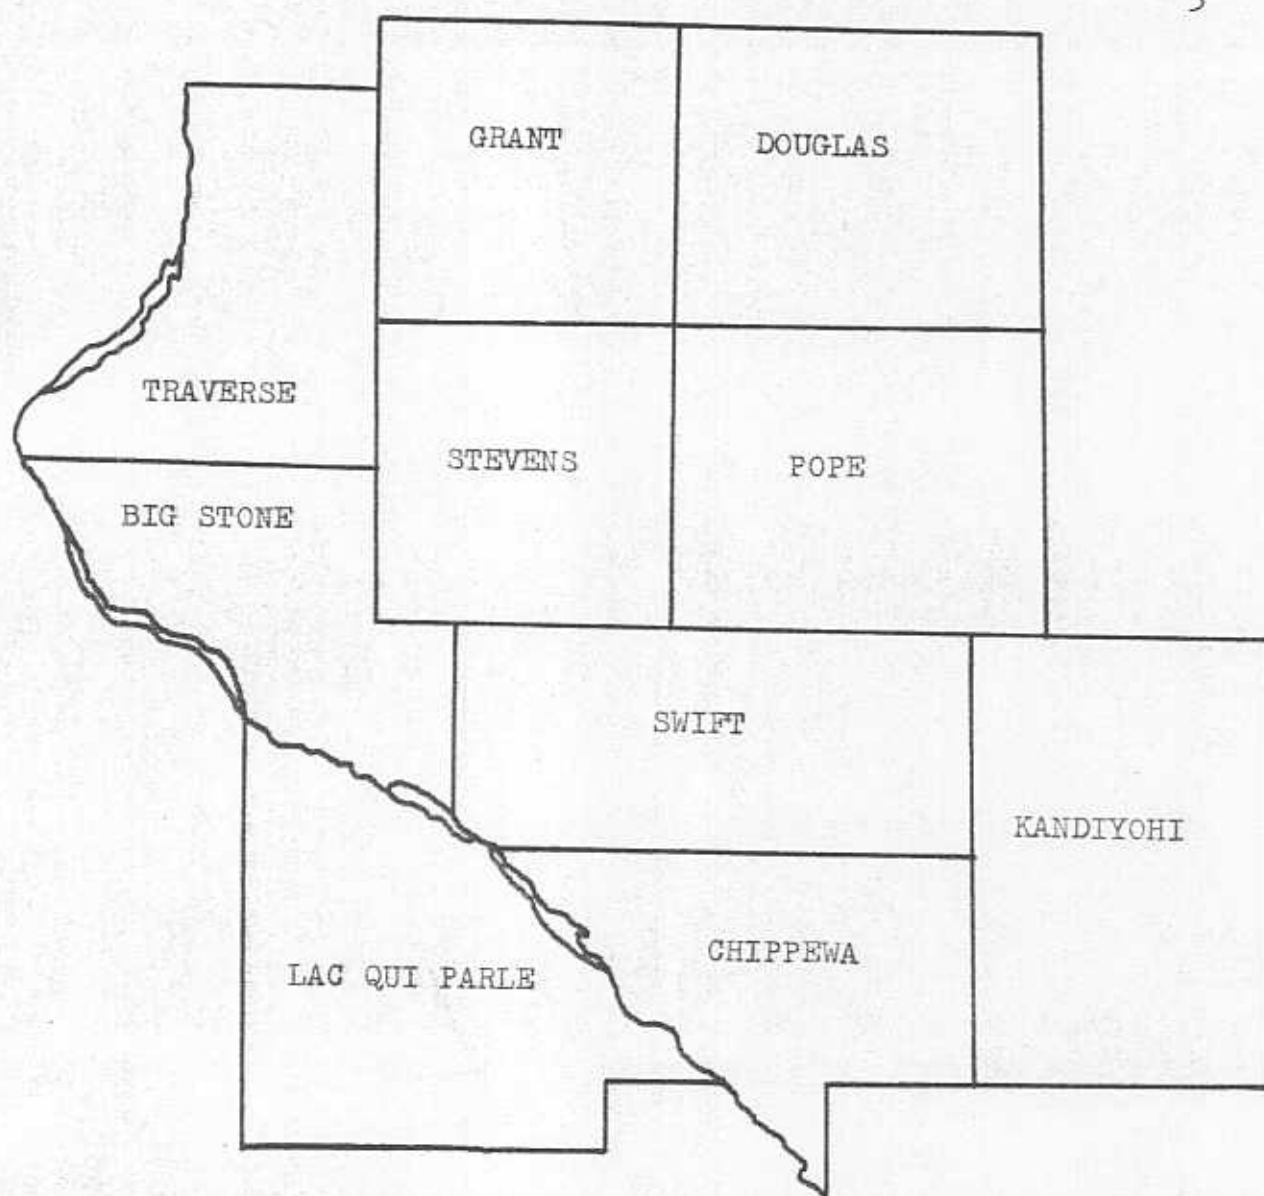 GRANT
DOUGLAS
TRAVERSE
STEVENS
POPE
BIG STONE
SWIFT
KANDIYOHI
CHIPPEWA
LAC QUI PARLE